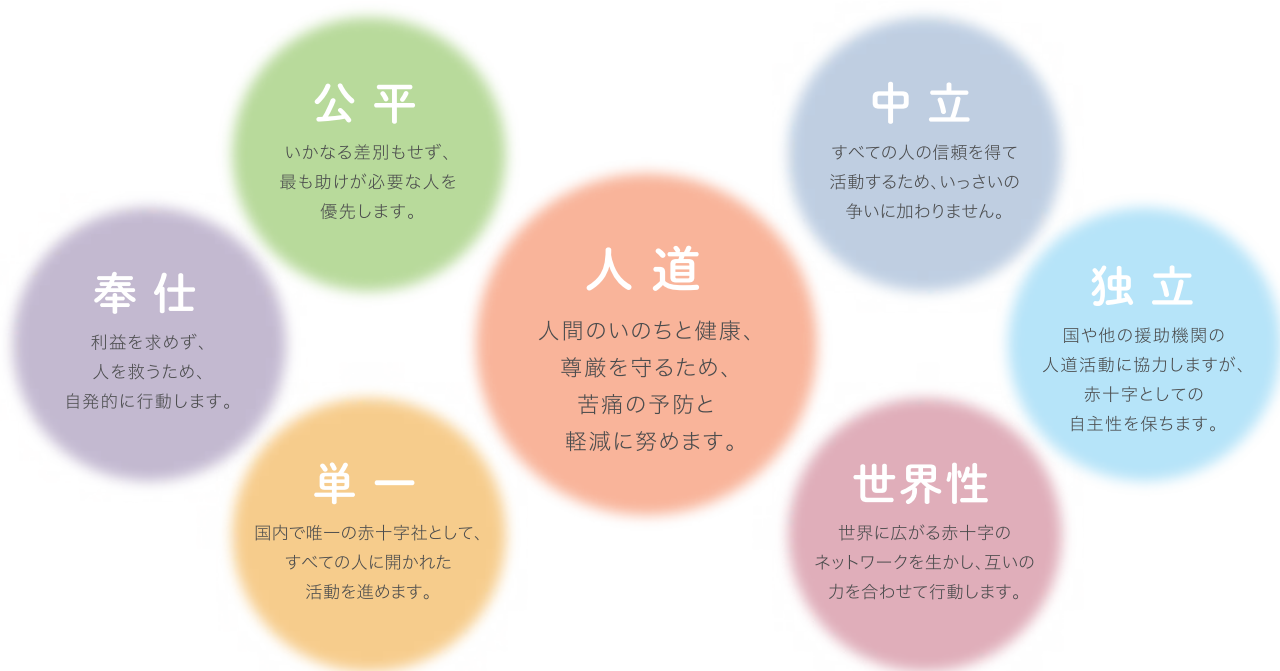 公平
いかなる差別もせず、
最も助けが必要な人を
優先します。
中立
すべての人の信頼を得て
活動するため、いっさいの
争いに加わりません。
奉仕
利益を求めず、
人を救うため、
自発的に行動します。
人道
人間のいのちと健康、
尊厳を守るため、
苦痛の予防と
軽減に努めます。
独立
国や他の援助機関の
人道活動に協力しますが、
赤十字としての
自主性を保ちます。
単一
国内で唯一の赤十字社として、
すべての人に開かれた
活動を進めます。
世界性
世界に広がる赤十字の
ネットワークを生かし、互いの
力を合わせて行動します。